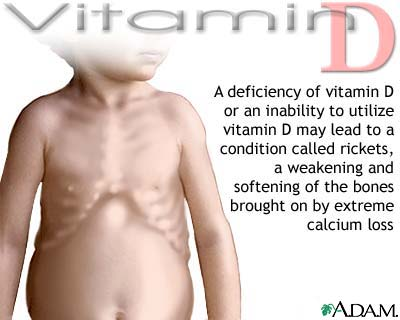 Vitamin D
A deficiency of vitamin D
or an inability to utilize
vitamin D may lead to a
condition called rickets,
a weakening and
softening of the bones
brought on by extreme
calcium loss
ADAM.